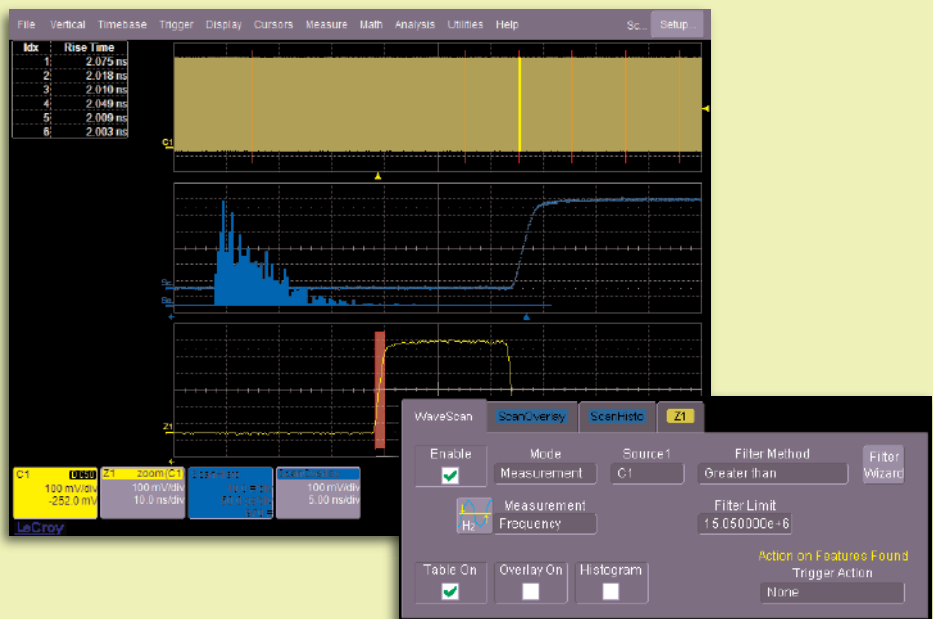 File Vertical Timebase Trigger Display Cursors Measure Math Analysis Utilities Help Sc... Setup...
Idx Rise Time
1 2.075 ns
2 2.018 ns
3 2.010 ns
4 2.049 ns
5 2.009 ns
6 2.003 ns
C1
Z1
C1 DC50
100 mV/div
-252.0 mV
Z1 zoom(C1)
100 mV/div
10.0 ns/div
100 mV/div
5.00 ns/div
LeCroy
WaveScan ScanOverlay ScanHisto Z1
Enable Mode Source1 Filter Method Filter Wizard
Measurement C1 Greater than
Measurement Filter Limit
Hz Frequency 15.050000e+6
Action on Features Found
Table On Overlay On Histogram Trigger Action
None